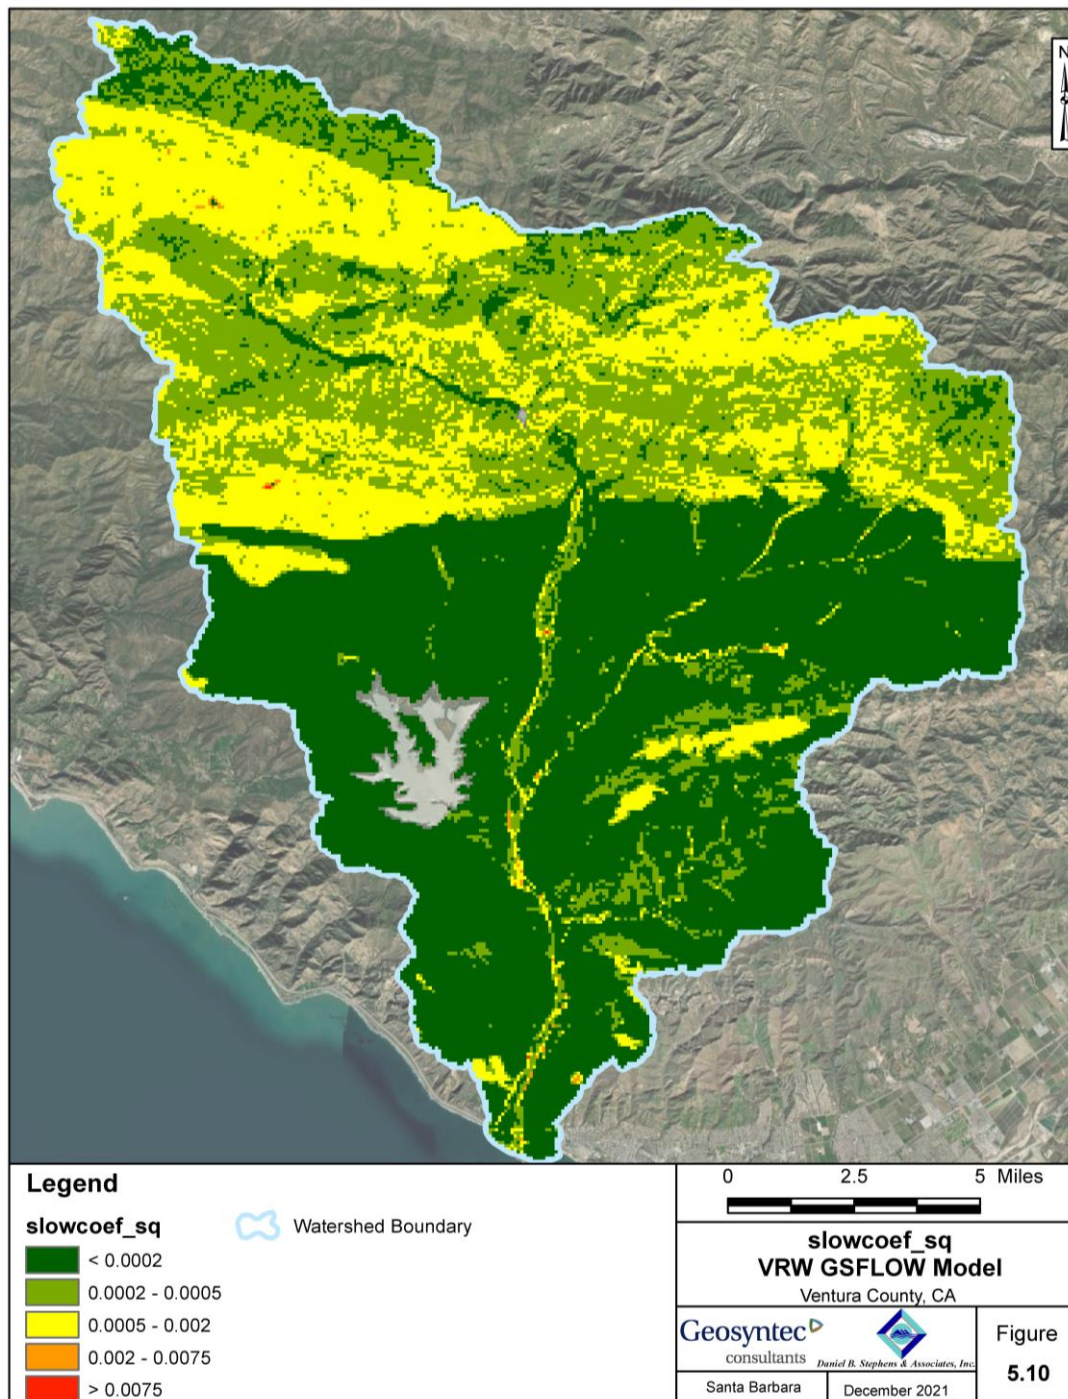 N
Legend
slowcoef_sq
Watershed Boundary
< 0.0002
0.0002 - 0.0005
0.0005 - 0.002
0.002 - 0.0075
> 0.0075
0 2.5 5 Miles
slowcoef_sq
VRW GSFLOW Model
Ventura County, CA
Geosyntec
consultants
Daniel B. Stephens & Associates, Inc.
Santa Barbara
December 2021
Figure
5.10